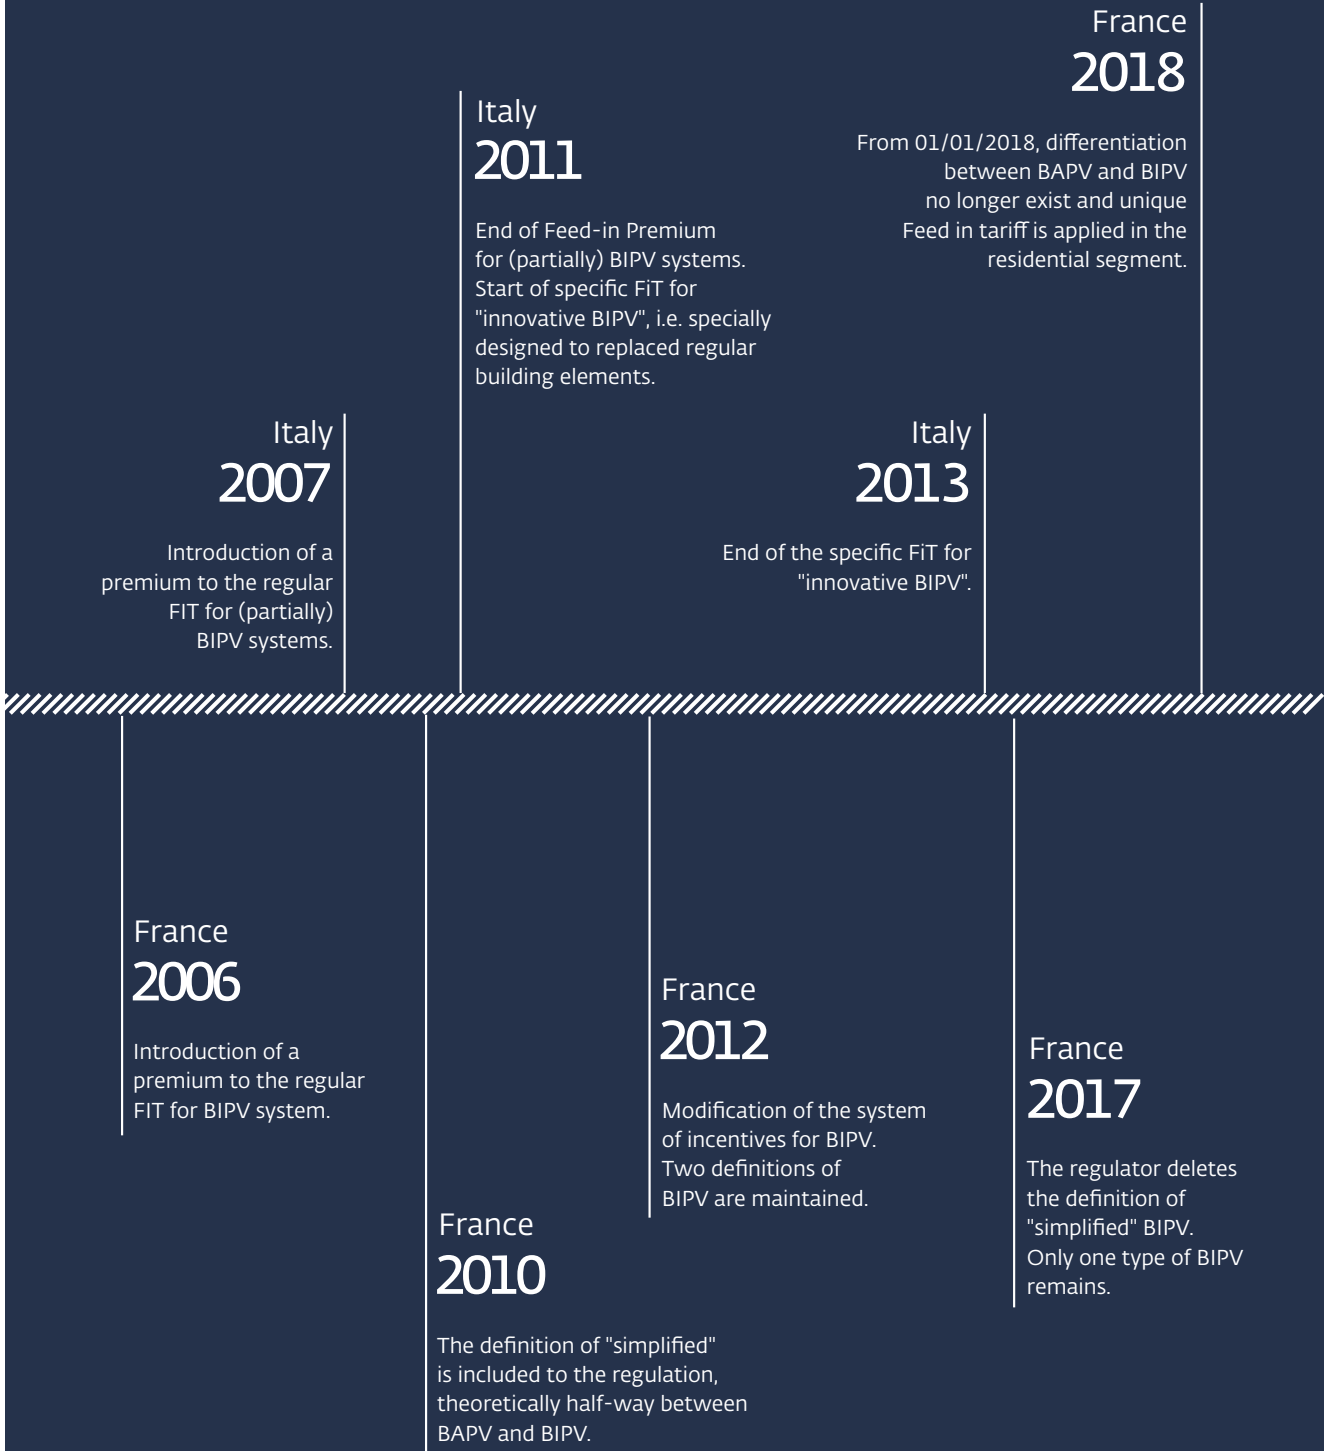 France
2018
From 01/01/2018, differentiation
between BAPV and BIPV
no longer exist and unique
Feed in tariff is applied in the
residential segment.
Italy
2011
End of Feed-in Premium
for (partially) BIPV systems.
Start of specific FiT for
"innovative BIPV", i.e. specially
designed to replaced regular
building elements.
Italy
2007
Introduction of a
premium to the regular
FIT for (partially)
BIPV systems.
Italy
2013
End of the specific FiT for
"innovative BIPV".
France
2006
Introduction of a
premium to the regular
FIT for BIPV system.
France
2012
Modification of the system
of incentives for BIPV.
Two definitions of
BIPV are maintained.
France
2017
The regulator deletes
the definition of
"simplified" BIPV.
Only one type of BIPV
remains.
France
2010
The definition of "simplified"
is included to the regulation,
theoretically half-way between
BAPV and BIPV.